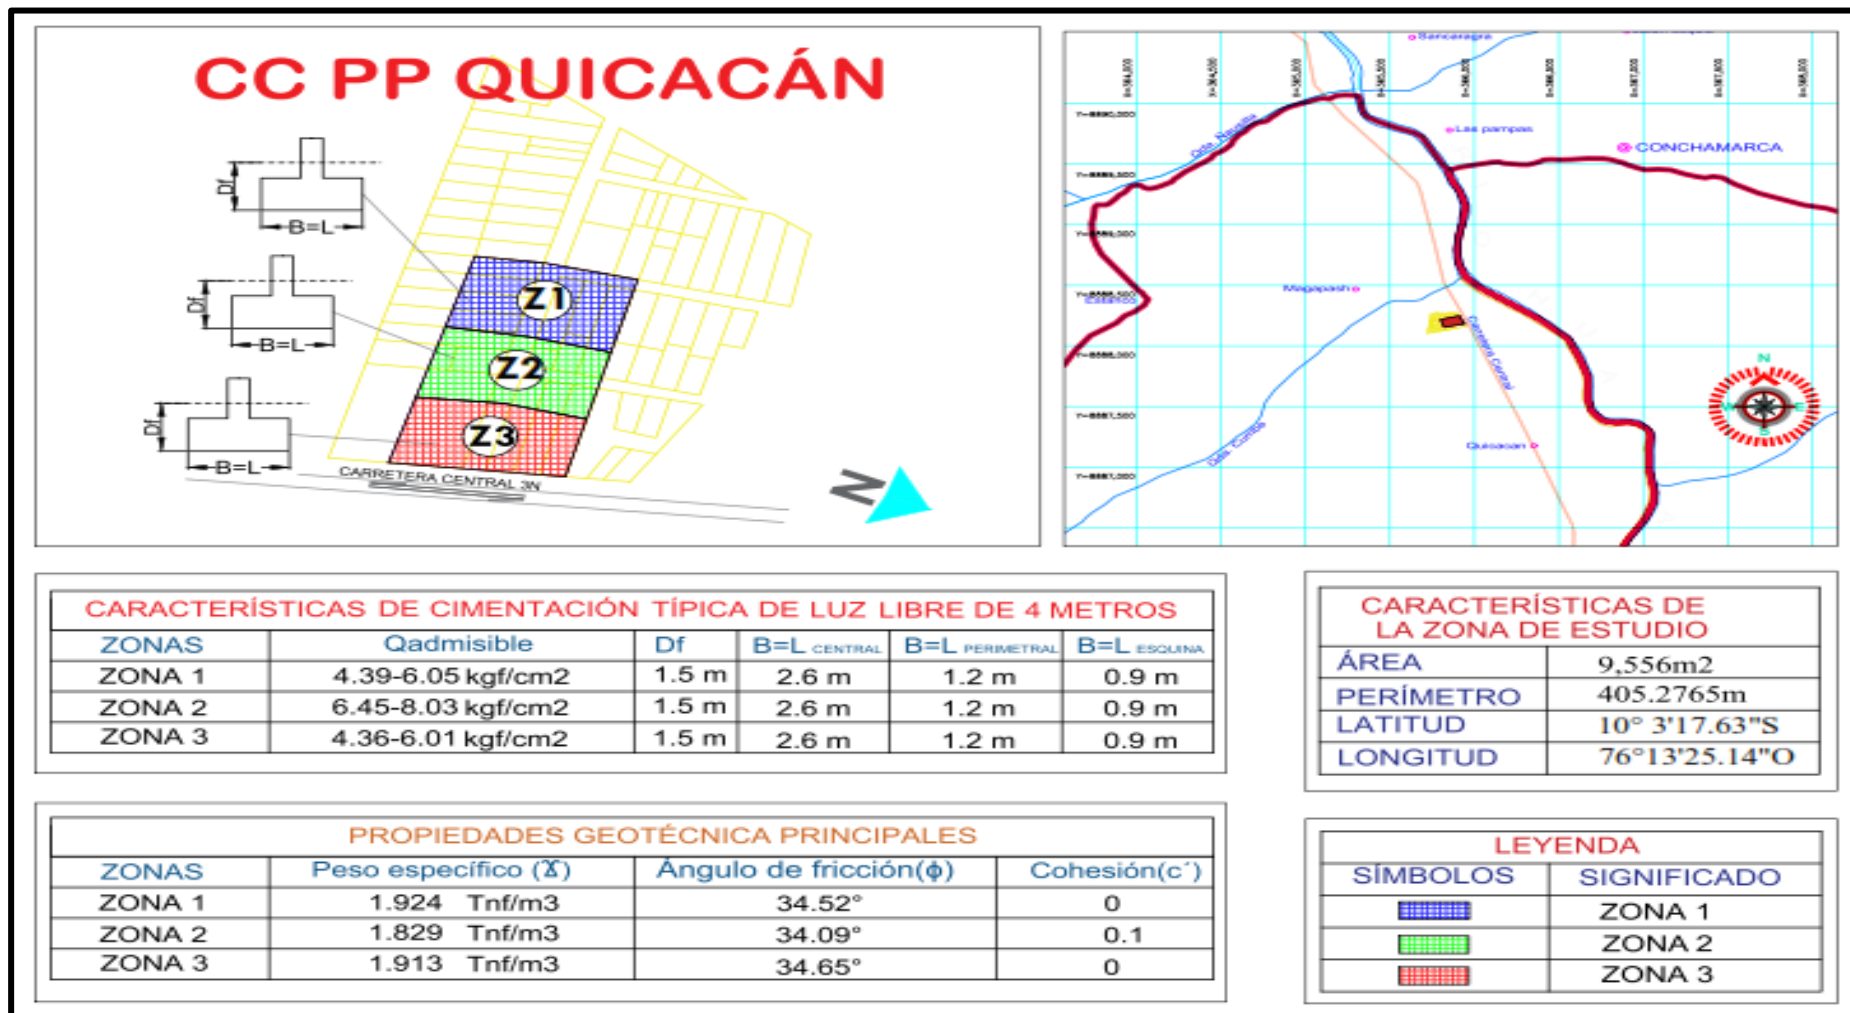 CC PP QUICACÁN
Df
B=L
Df
B=L
Df
B=L
Z1
Z2
Z3
CARRETERA CENTRAL 3N
N
Las pampas
CONCHAMARCA
Magapash
Carretera Central
Quicacan
N
E
S
CARACTERÍSTICAS DE CIMENTACIÓN TÍPICA DE LUZ LIBRE DE 4 METROS
ZONAS Qadmisible Df B=L CENTRAL B=L PERIMETRAL B=L ESQUINA
ZONA 1 4.39-6.05 kgf/cm2 1.5 m 2.6 m 1.2 m 0.9 m
ZONA 2 6.45-8.03 kgf/cm2 1.5 m 2.6 m 1.2 m 0.9 m
ZONA 3 4.36-6.01 kgf/cm2 1.5 m 2.6 m 1.2 m 0.9 m
CARACTERÍSTICAS DE
LA ZONA DE ESTUDIO
ÁREA 9,556m2
PERÍMETRO 405.2765m
LATITUD 10° 3'17.63"S
LONGITUD 76°13'25.14"O
PROPIEDADES GEOTÉCNICA PRINCIPALES
ZONAS Peso específico (ɣ) Ángulo de fricción(ϕ) Cohesión(c´)
ZONA 1 1.924 Tnf/m3 34.52° 0
ZONA 2 1.829 Tnf/m3 34.09° 0.1
ZONA 3 1.913 Tnf/m3 34.65° 0
LEYENDA
SÍMBOLOS SIGNIFICADO
ZONA 1
ZONA 2
ZONA 3